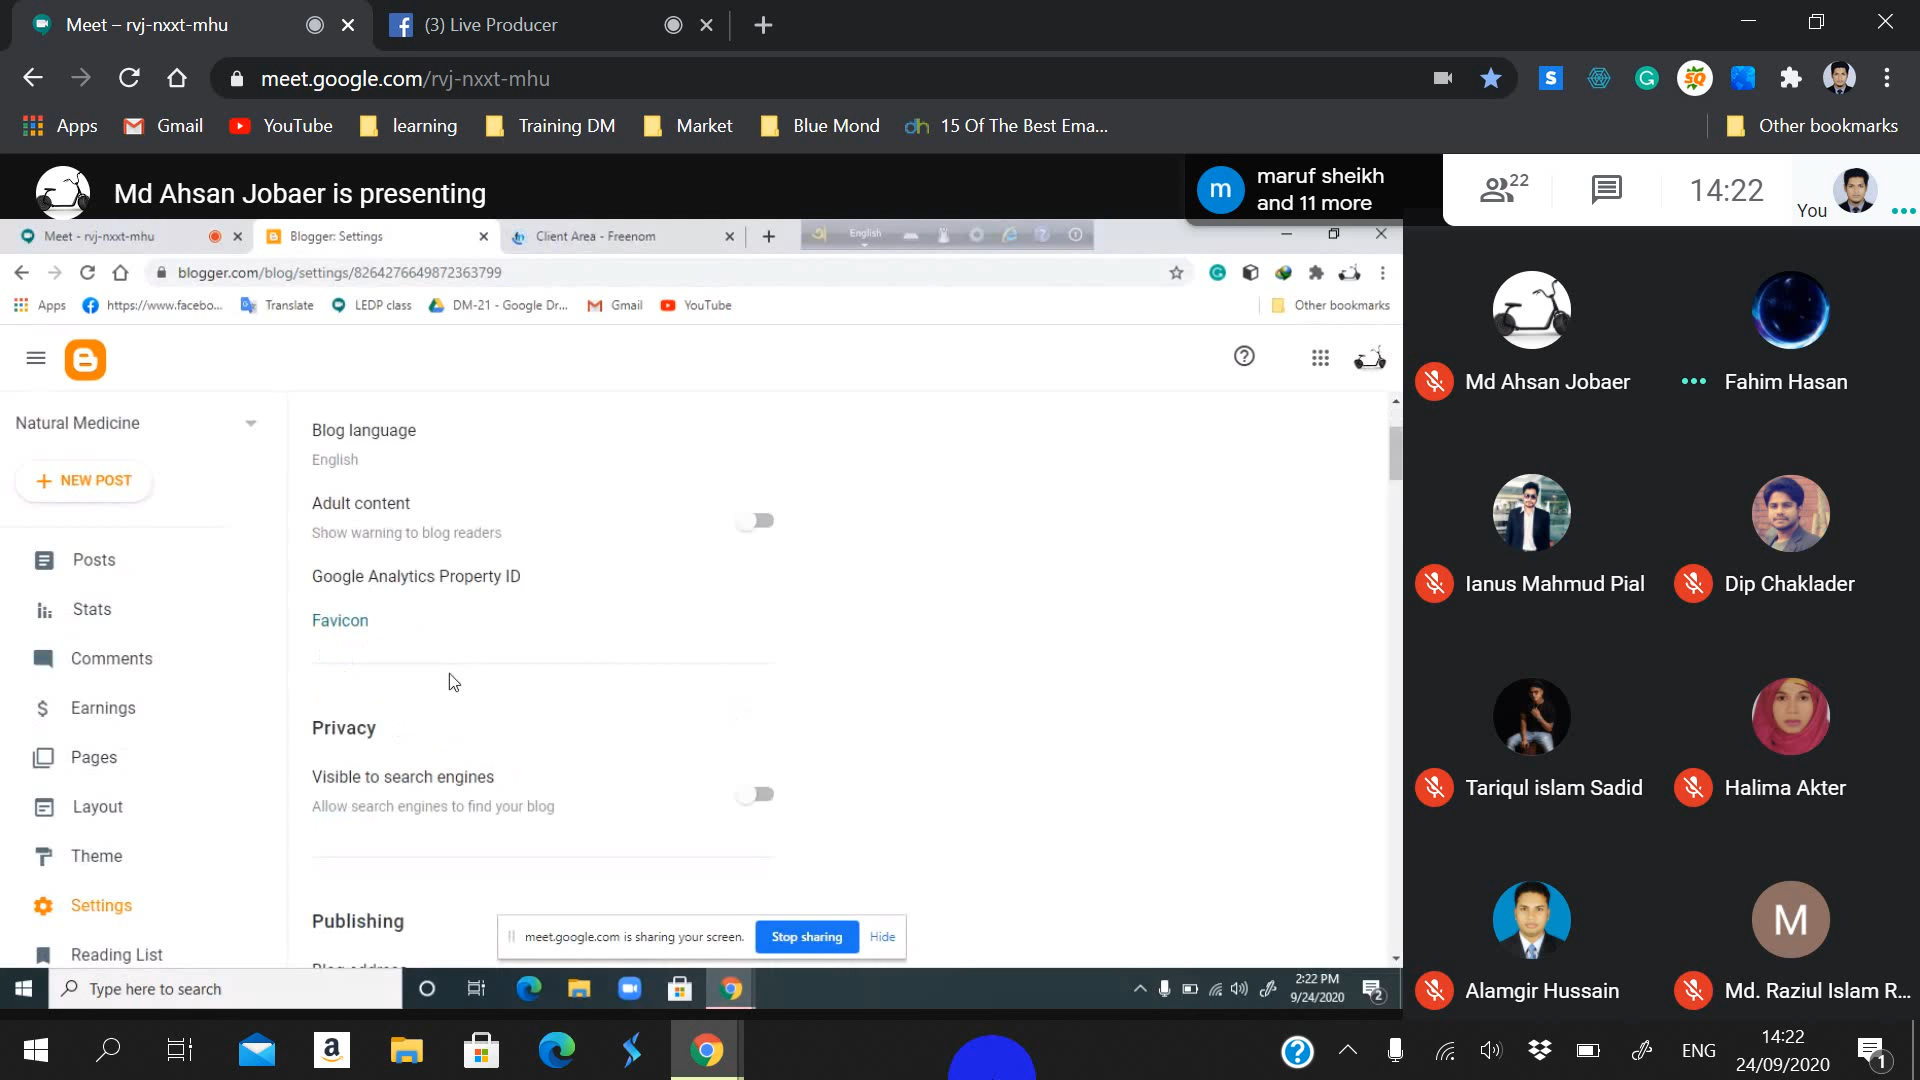 Meet – rvj-nxxt-mhu
(3) Live Producer
meet.google.com/rvj-nxxt-mhu
Apps
Gmail
YouTube
learning
Training DM
Market
Blue Mond
dh
15 Of The Best Ema...
Other bookmarks
Md Ahsan Jobaer is presenting
m
maruf sheikh
and 11 more
22
14:22
You
Meet - rvj-nxxt-mhu
Blogger: Settings
Client Area - Freenom
English
blogger.com/blog/settings/8264276649872363799
Apps
https://www.facebo...
Translate
LEDP class
DM-21 - Google Dr...
Gmail
YouTube
Other bookmarks
Natural Medicine
NEW POST
Posts
Stats
Comments
Earnings
Pages
Layout
Theme
Settings
Reading List
Blog language
English
Adult content
Show warning to blog readers
Google Analytics Property ID
Favicon
Privacy
Visible to search engines
Allow search engines to find your blog
Publishing
Blog address
meet.google.com is sharing your screen.
Stop sharing
Hide
Type here to search
2:22 PM
9/24/2020
2
Md Ahsan Jobaer
Fahim Hasan
Ianus Mahmud Pial
Dip Chaklader
Tariqul islam Sadid
Halima Akter
M
Alamgir Hussain
Md. Raziul Islam R...
ENG
14:22
24/09/2020
1